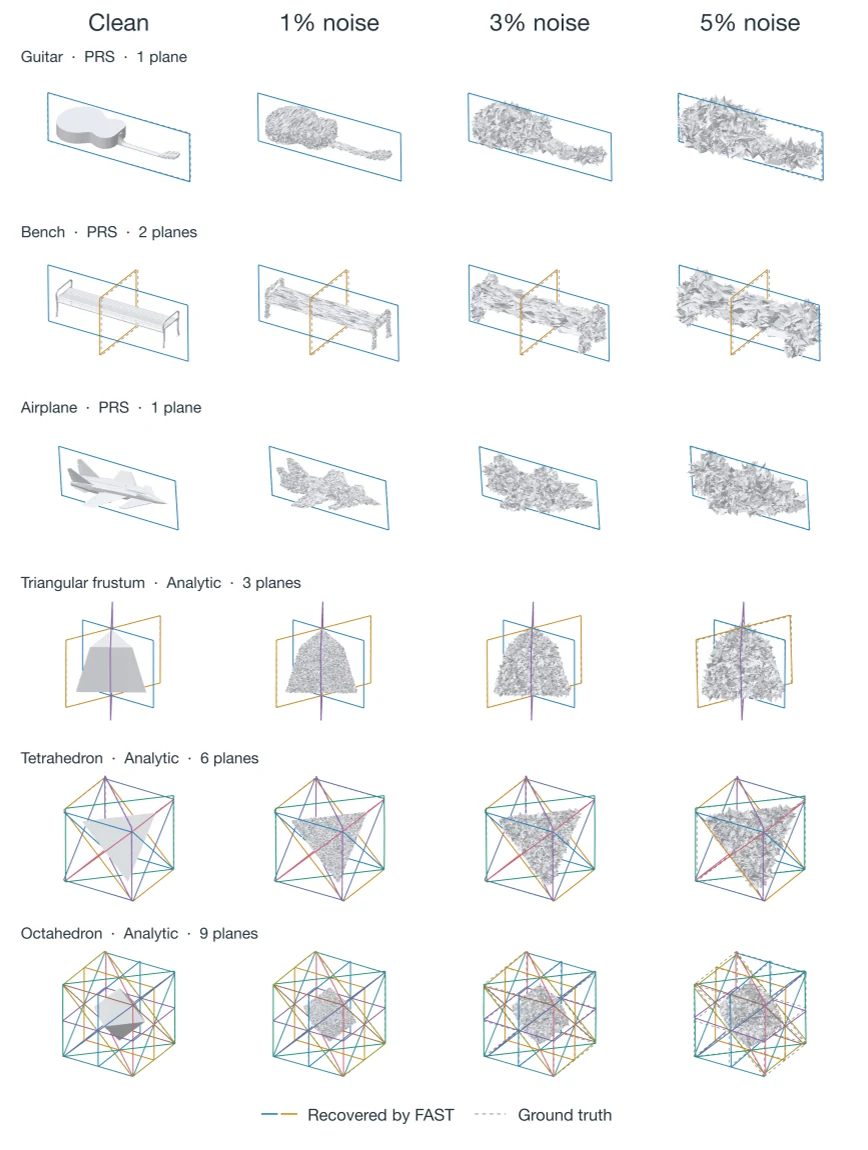 Clean 1% noise 3% noise 5% noise
Guitar · PRS · 1 plane
Bench · PRS · 2 planes
Airplane · PRS · 1 plane
Triangular frustum · Analytic · 3 planes
Tetrahedron · Analytic · 6 planes
Octahedron · Analytic · 9 planes
Recovered by FAST Ground truth